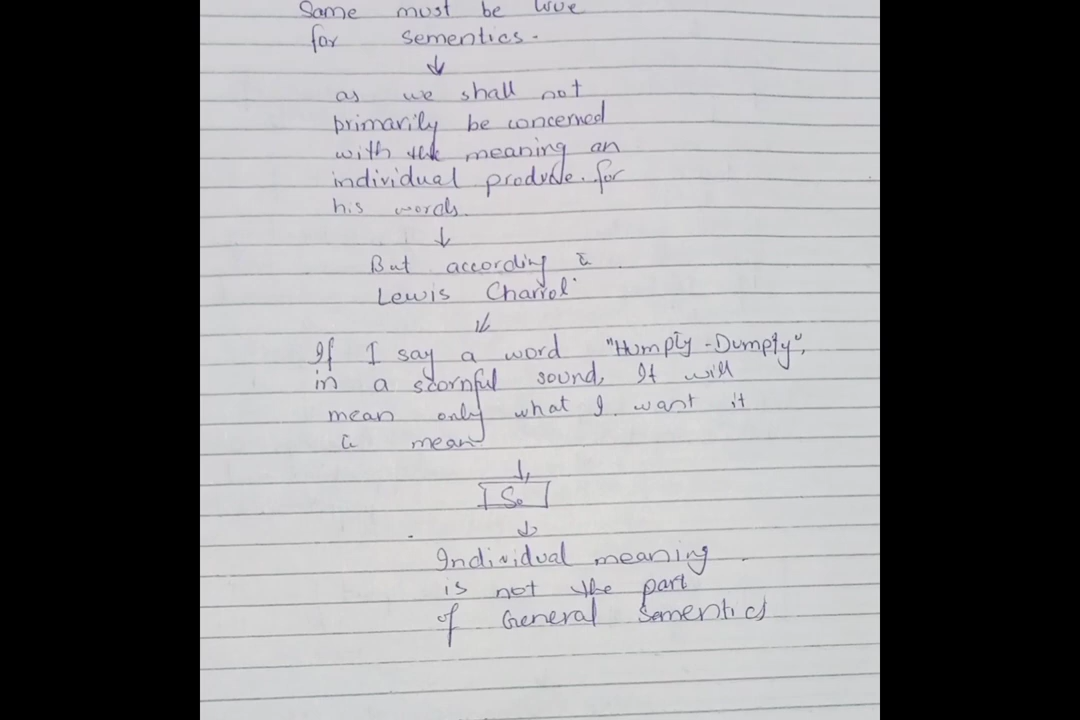 Same must be true
for sementics.
↓
as we shall not
primarily be concerned
with the meaning an
individual produce for
his words.
↓
But according to
Lewis Charrol
↓
If I say a word "Humpty-Dumpty",
in a scornful sound, It will
mean only what I want it
to mean
↓
So
↓
Individual meaning
is not the part
of General Sementics